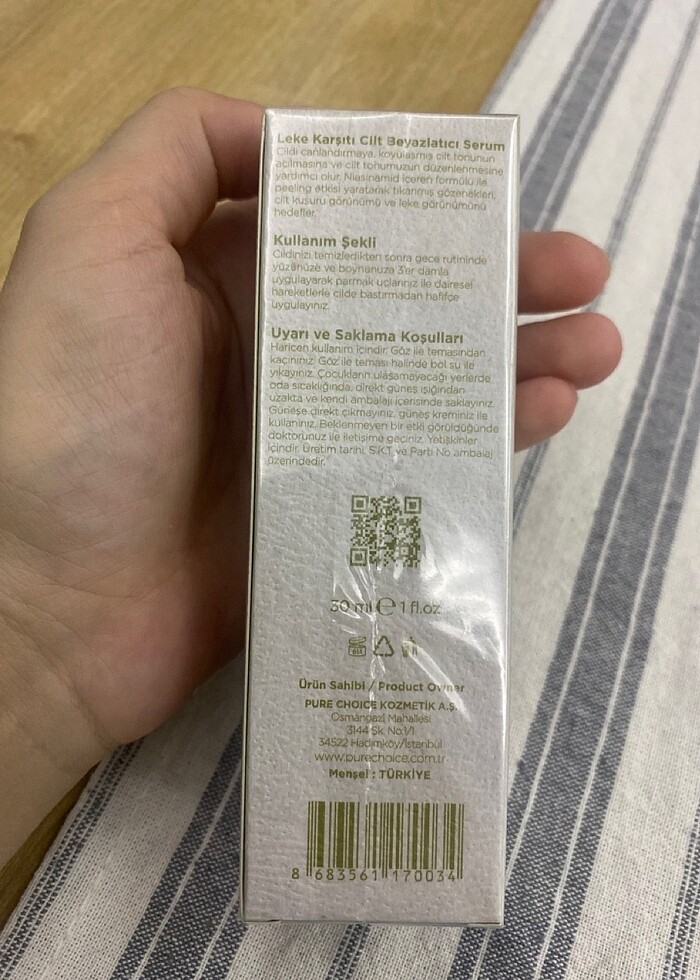 Leke Karşıtı Cilt Beyazlatıcı Serum
Cildi canlandırmaya, koyulaşmış cilt tonunun
açılmasına ve cilt tonumuzun düzenlenmesine
yardımcı olur. Niasinamid içeren formülü ile
peeling etkisi yaratarak tıkanmış gözenekleri,
cilt kusuru görünümü ve leke görünümünü
hedefler.
Kullanım Şekli
Cildinizi temizledikten sonra gece rutininde
yüzünüze ve boynunuza 3'er damla
uygulayarak parmak uçlarınız ile dairesel
hareketlerle cilde bastırmadan hafifçe
uygulayınız.
Uyarı ve Saklama Koşulları
Haricen kullanım içindir. Göz ile temasından
kaçınınız. Göz ile teması halinde bol su ile
yıkayınız. Çocukların ulaşamayacağı yerlerde
oda sıcaklığında, direkt güneş ışığından
uzakta ve kendi ambalajı içerisinde saklayınız.
Güneşe direkt çıkmayınız, güneş kreminiz ile
kullanınız. Beklenmeyen bir etki görüldüğünde
doktorunuz ile iletişime geçiniz. Yetişkinler
içindir. Üretim tarihi, S.K.T. ve Parti No ambalaj
üzerindedir.
30 ml ℮ 1 fl.oz
Ürün Sahibi / Product Owner
PURE CHOICE KOZMETİK A.Ş.
Osmangazi Mahallesi
3144 Sk. No:1/1
34522 Hadımköy/İstanbul
www.purechoice.com.tr
Menşei : TÜRKİYE
8 683561 170034